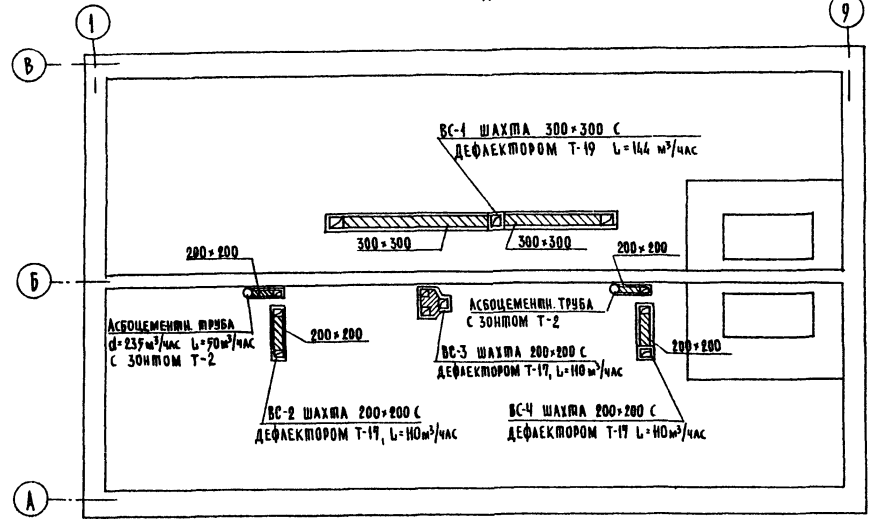 1
9
В
ВС-1 ШАХТА 300×300 С
ДЕФЛЕКТОРОМ Т-19 L=144 М³/ЧАС
300×300
300×300
200×200
200×200
Б
АСБОЦЕМЕНТН. ТРУБА
d=235м³/ЧАС L=50м³/ЧАС
С ЗОНТОМ Т-2
200×200
АСБОЦЕМЕНТН. ТРУБА
С ЗОНТОМ Т-2
200×200
ВС-3 ШАХТА 200×200 С
ДЕФЛЕКТОРОМ Т-17, L=110м³/ЧАС
ВС-2 ШАХТА 200×200 С
ДЕФЛЕКТОРОМ Т-17, L=110м³/ЧАС
ВС-4 ШАХТА 200×200 С
ДЕФЛЕКТОРОМ Т-17 L=110м³/ЧАС
А